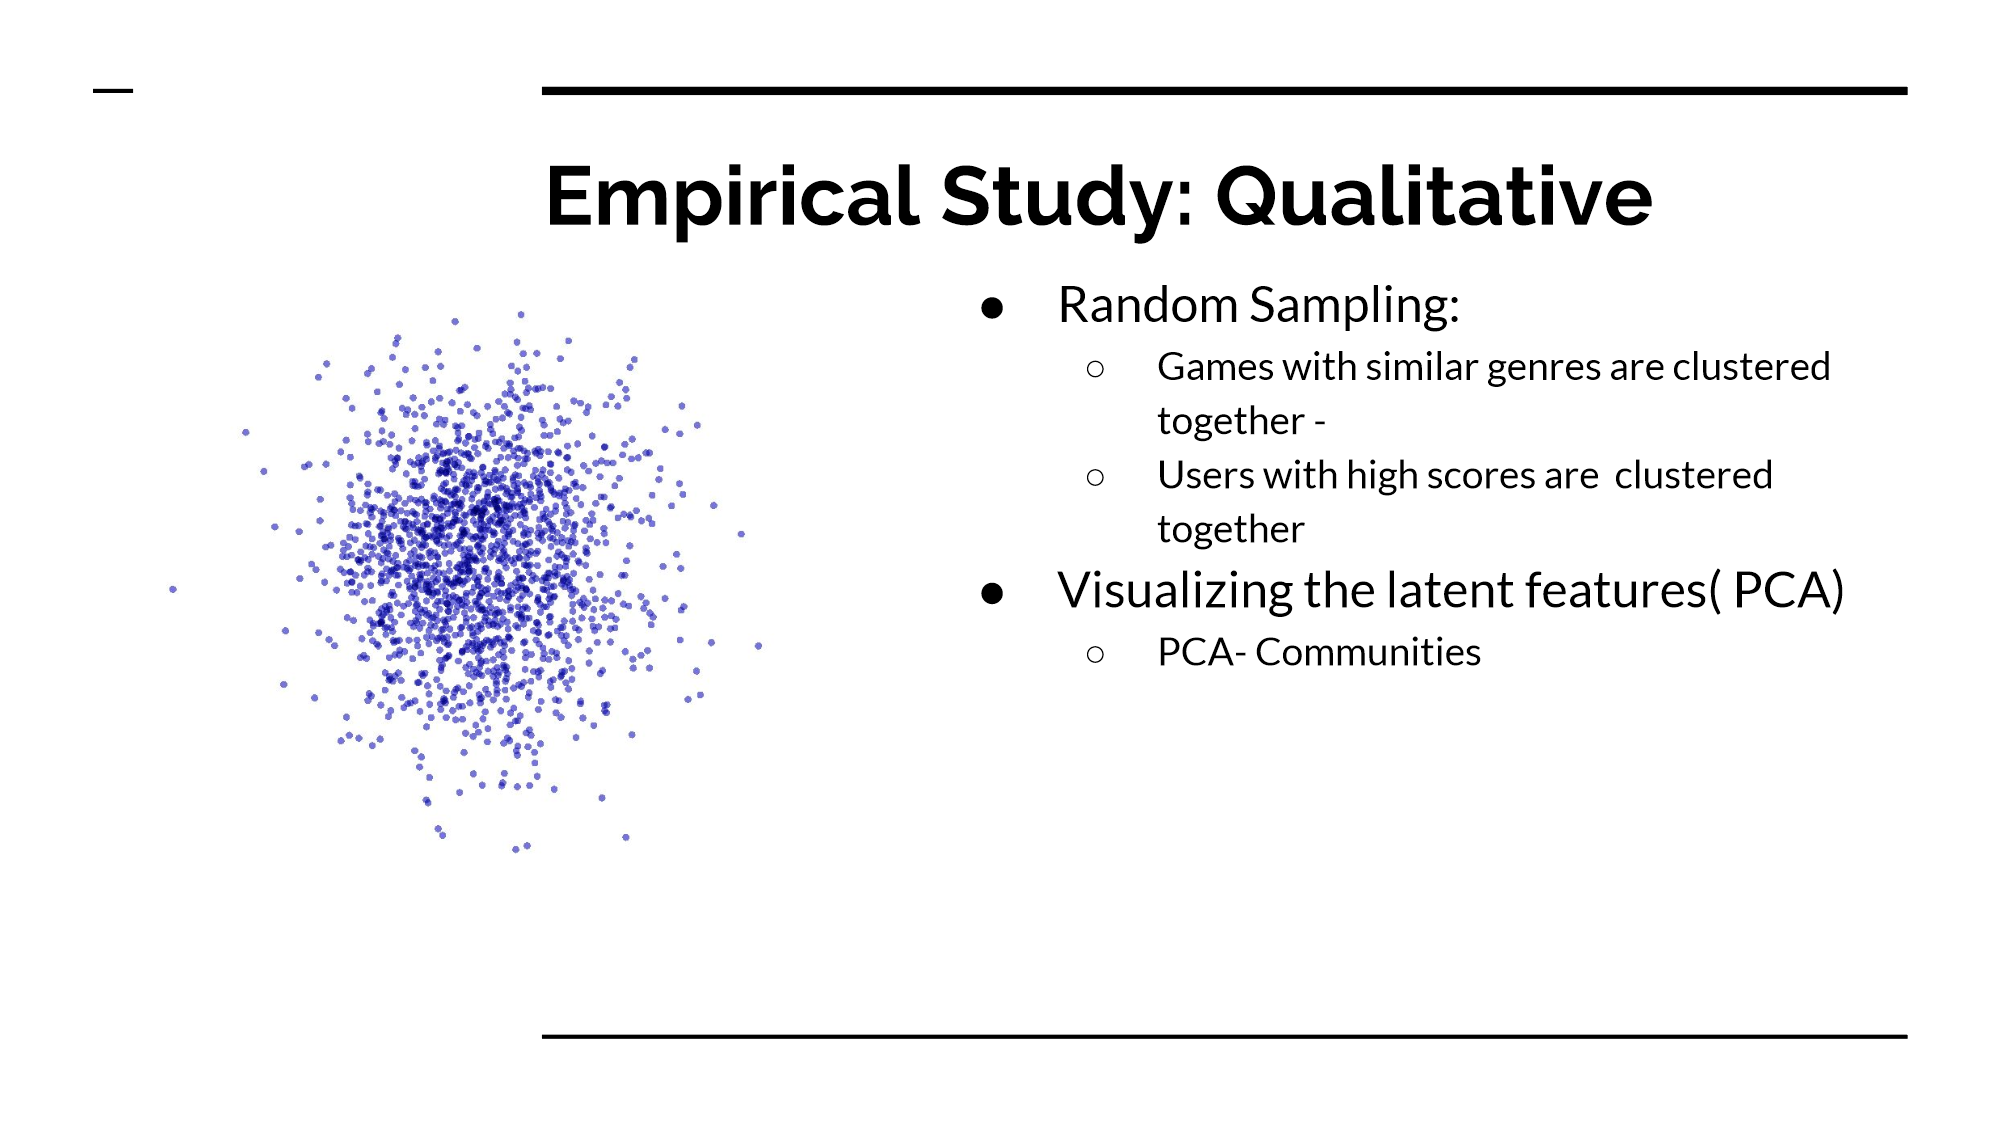 Empirical Study: Qualitative
● Random Sampling:
○ Games with similar genres are clustered
together -
○ Users with high scores are  clustered
together
● Visualizing the latent features( PCA)
○ PCA- Communities